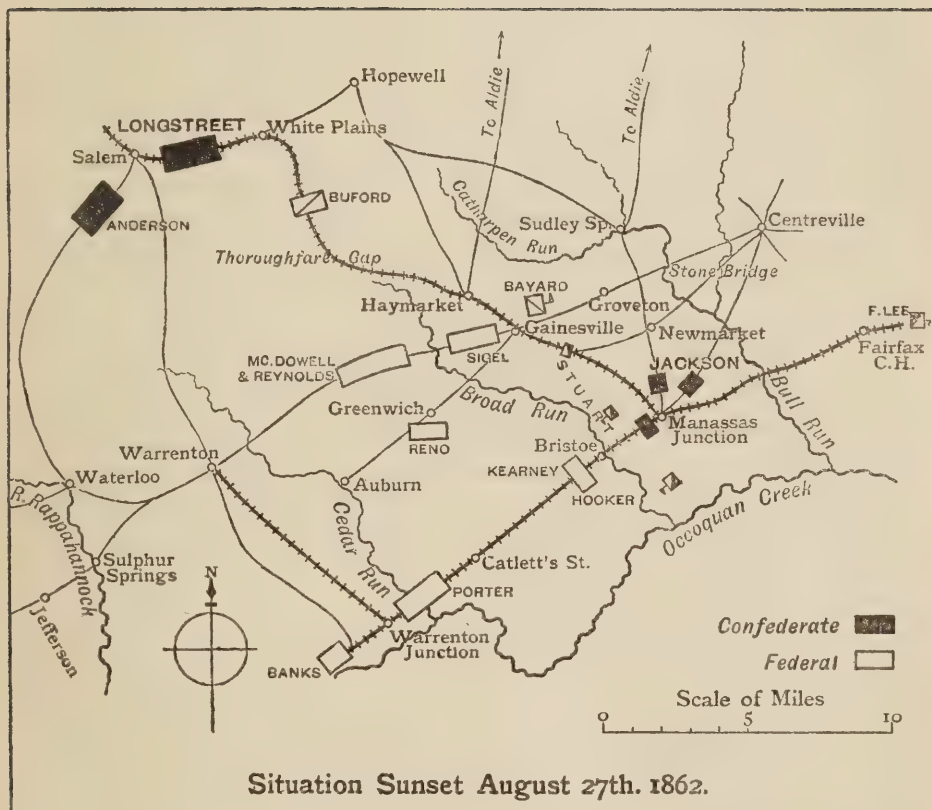 Hopewell
To Aldie
To Aldie
LONGSTREET
White Plains
Salem
BUFORD
ANDERSON
Catharpen Run
Sudley Sp.
Centreville
Thoroughfare Gap
Stone Bridge
BAYARD
Haymarket
Groveton
F. LEE
Gainesville
Newmarket
MC. DOWELL
& REYNOLDS
SIGEL
Fairfax
C.H.
JACKSON
STUART
Greenwich
Broad Run
Bull Run
Manassas
Junction
RENO
Bristoe
Warrenton
KEARNEY
Waterloo
Auburn
HOOKER
R. Rappahannock
Cedar Run
Occoquan Creek
Sulphur
Springs
Catlett's St.
N
PORTER
Jefferson
Confederate
Warrenton
Junction
Federal
BANKS
Scale of Miles
0 5 10
Situation Sunset August 27th. 1862.